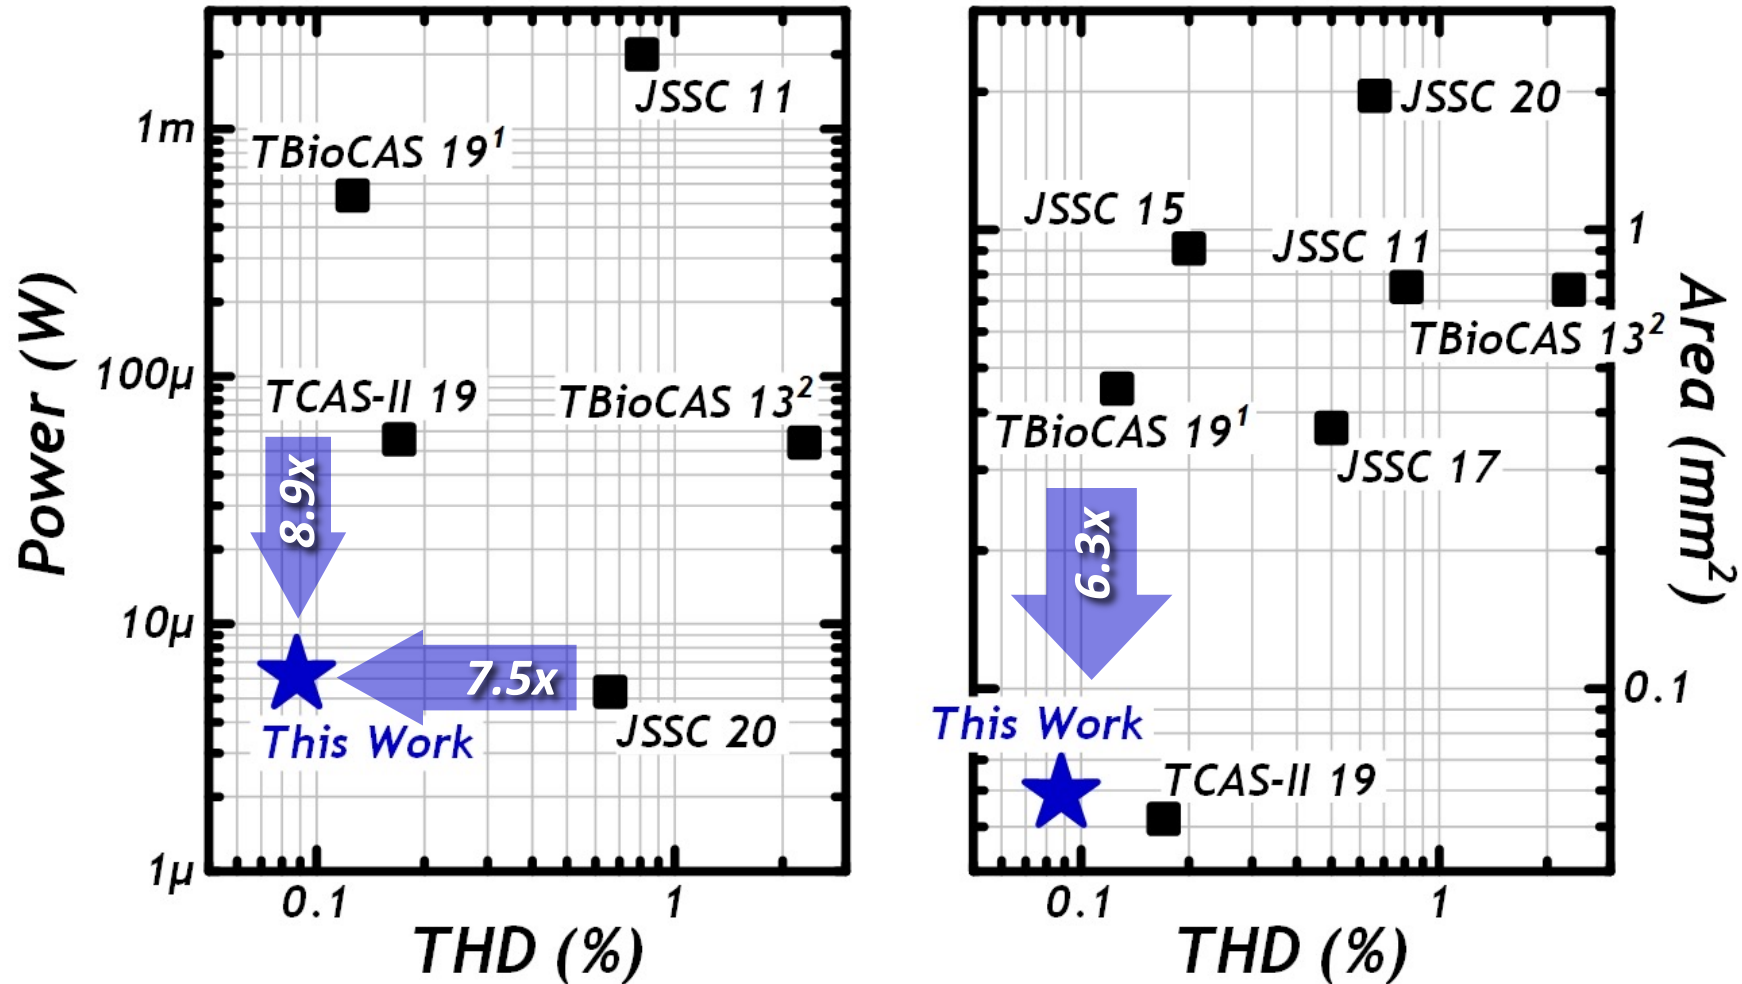 JSSC 11
1m
TBioCAS 19¹
Power (W)
100µ
TCAS-II 19
TBioCAS 13²
8.9x
10µ
7.5x
This Work
JSSC 20
1µ
0.1
1
THD (%)
JSSC 20
JSSC 15
1
JSSC 11
TBioCAS 13²
Area (mm²)
TBioCAS 19¹
JSSC 17
6.3x
0.1
This Work
TCAS-II 19
0.1
1
THD (%)